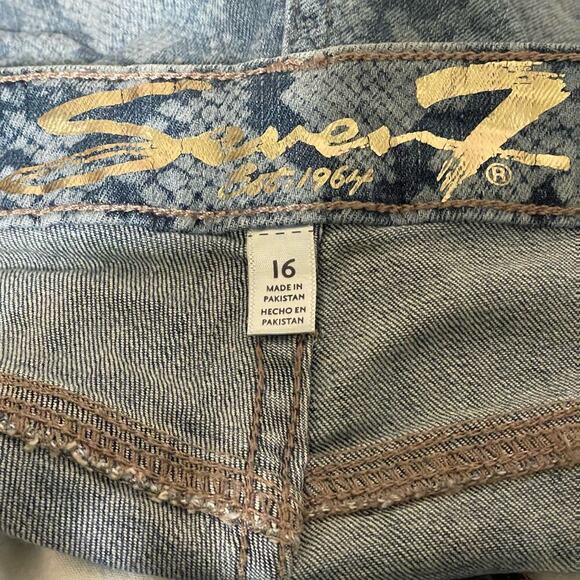 Seven7®
Est-1964
16
MADE IN
PAKISTAN
HECHO EN
PAKISTAN